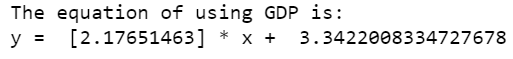 The equation of using GDP is:
y =  [2.17651463] * x +  3.3422008334727678